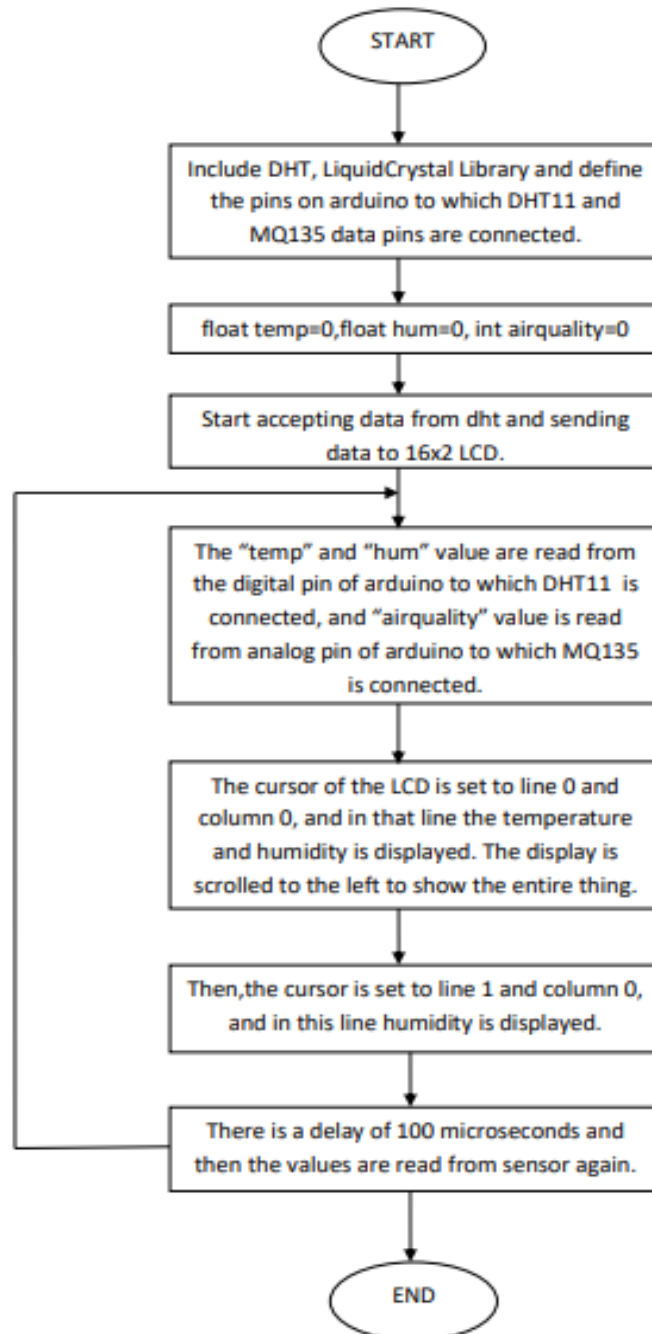 START
Include DHT, LiquidCrystal Library and define
the pins on arduino to which DHT11 and
MQ135 data pins are connected.
float temp=0,float hum=0, int airquality=0
Start accepting data from dht and sending
data to 16x2 LCD.
The “temp” and “hum” value are read from
the digital pin of arduino to which DHT11 is
connected, and “airquality” value is read
from analog pin of arduino to which MQ135
is connected.
The cursor of the LCD is set to line 0 and
column 0, and in that line the temperature
and humidity is displayed. The display is
scrolled to the left to show the entire thing.
Then,the cursor is set to line 1 and column 0,
and in this line humidity is displayed.
There is a delay of 100 microseconds and
then the values are read from sensor again.
END